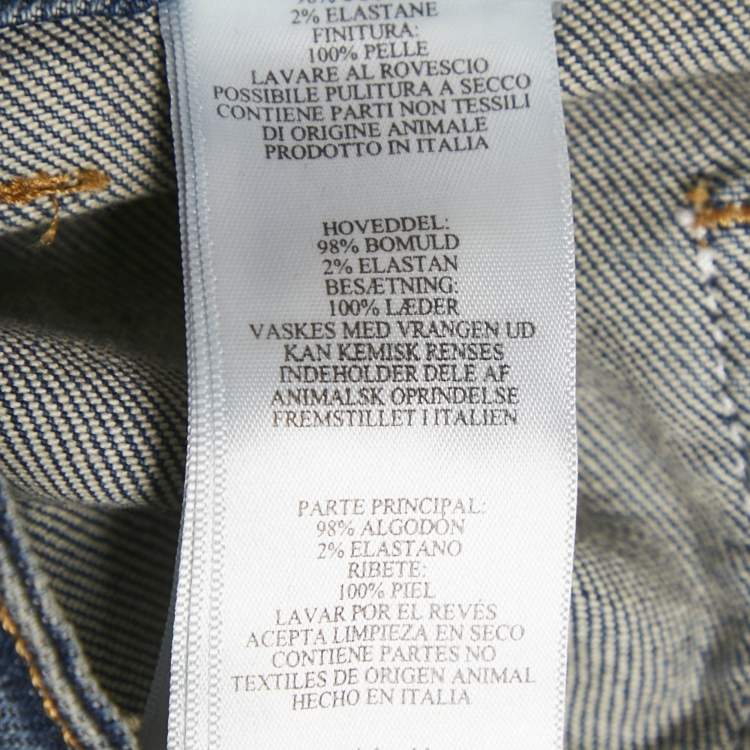 2% ELASTANE
FINITURA:
100% PELLE
LAVARE AL ROVESCIO
POSSIBILE PULITURA A SECCO
CONTIENE PARTI NON TESSILI
DI ORIGINE ANIMALE
PRODOTTO IN ITALIA
HOVEDDEL:
98% BOMULD
2% ELASTAN
BESÆTNING:
100% LÆDER
VASKES MED VRANGEN UD
KAN KEMISK RENSES
INDEHOLDER DELE AF
ANIMALSK OPRINDELSE
FREMSTILLET I ITALIEN
PARTE PRINCIPAL:
98% ALGODÓN
2% ELASTANO
RIBETE:
100% PIEL
LAVAR POR EL REVÉS
ACEPTA LIMPIEZA EN SECO
CONTIENE PARTES NO
TEXTILES DE ORIGEN ANIMAL
HECHO EN ITALIA